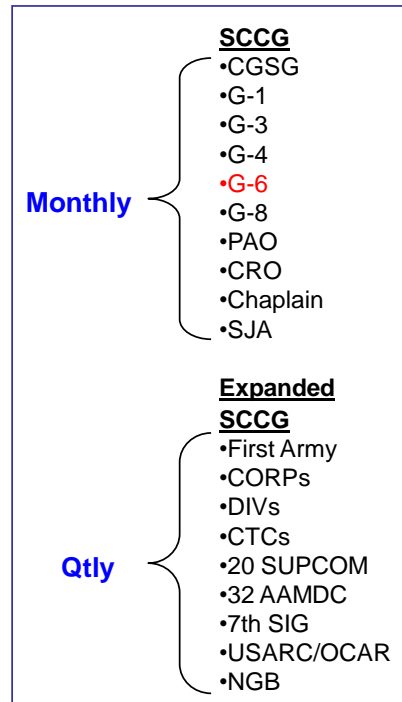 SCCG
•CGSG
•G-1
•G-3
•G-4
•G-6
•G-8
•PAO
•CRO
•Chaplain
•SJA
Monthly
Expanded
SCCG
•First Army
•CORPs
•DIVs
•CTCs
•20 SUPCOM
•32 AAMDC
•7th SIG
•USARC/OCAR
•NGB
Qtly